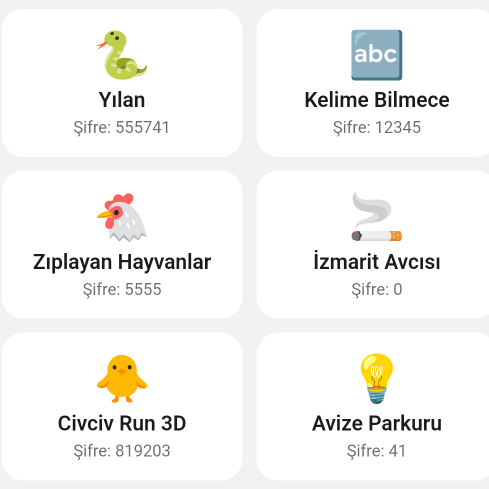 Yılan
Şifre: 555741
abc
Kelime Bilmece
Şifre: 12345
Zıplayan Hayvanlar
Şifre: 5555
İzmarit Avcısı
Şifre: 0
Civciv Run 3D
Şifre: 819203
Avize Parkuru
Şifre: 41